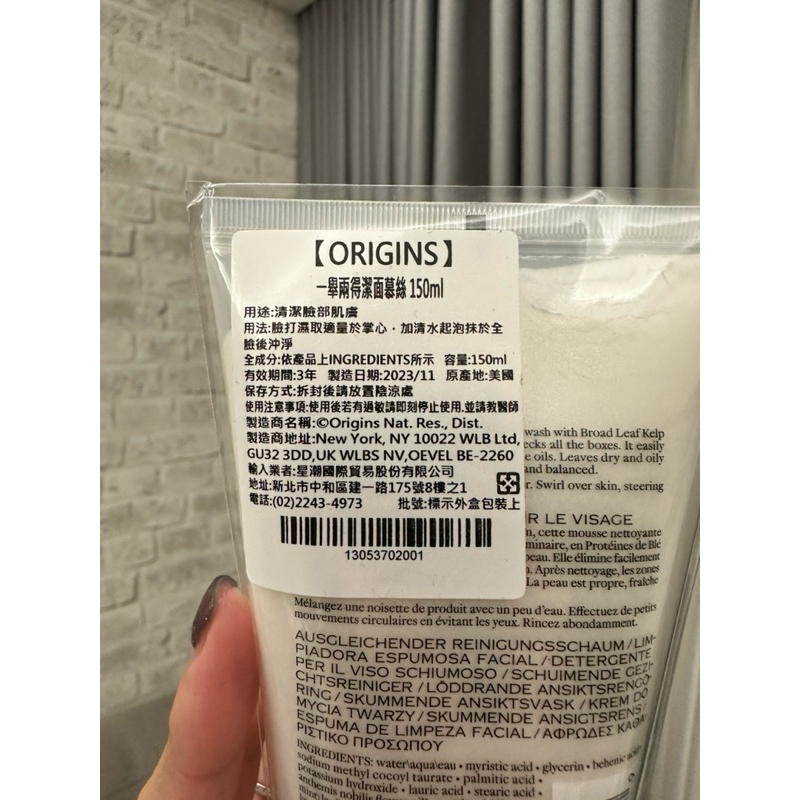 【ORIGINS】
一舉兩得潔面慕絲 150ml
用途:清潔臉部肌膚
用法:臉打濕取適量於掌心，加清水起泡抹於全
臉後沖淨
全成分:依產品上INGREDIENTS所示 容量:150ml
有效期間:3年 製造日期:2023/11 原產地:美國
保存方式:拆封後請放置陰涼處
使用注意事項:使用後若有過敏請即刻停止使用,並請教醫師
製造商名稱:©Origins Nat. Res., Dist.
製造商地址:New York, NY 10022 WLB Ltd,
GU32 3DD,UK WLBS NV,OEVEL BE-2260
輸入業者:星潮國際貿易股份有限公司
地址:新北市中和區建一路175號8樓之1
電話:(02)2243-4973 批號:標示外盒包裝上
13053702001
wash with Broad Leaf Kelp
ecks all the boxes. It easily
e oils. Leaves dry and oily
and balanced.
r. Swirl over skin, steering
R LE VISAGE
n, cette mousse nettoyante
minaire, en Protéines de Blé
peau. Elle élimine facilement
. Après nettoyage, les zones
La peau est propre, fraîche
Mélangez une noisette de produit avec un peu d'eau. Effectuez de petits
mouvements circulaires en évitant les yeux. Rincez abondamment.
AUSGLEICHENDER REINIGUNGSSCHAUM / LIM-
PIADORA ESPUMOSA FACIAL / DETERGENTE
PER IL VISO SCHIUMOSO / SCHUIMENDE GEZI-
CHTSREINIGER / LÖDDRANDE ANSIKTSRENGÖ-
RING / SKUMMENDE ANSIKTSVASK / KREM DO
MYCIA TWARZY / SKUMMENDE ANSIGTSRENS /
ESPUMA DE LIMPEZA FACIAL / ΑΦΡΩΔΕΣ ΚΑΘΑ-
ΡΙΣΤΙΚΟ ΠΡΟΣΩΠΟΥ
INGREDIENTS: water\aqua\eau • myristic acid • glycerin • behenic acid •
sodium methyl cocoyl taurate • palmitic acid •
potassium hydroxide • lauric acid • stearic acid •
anthemis nobilis